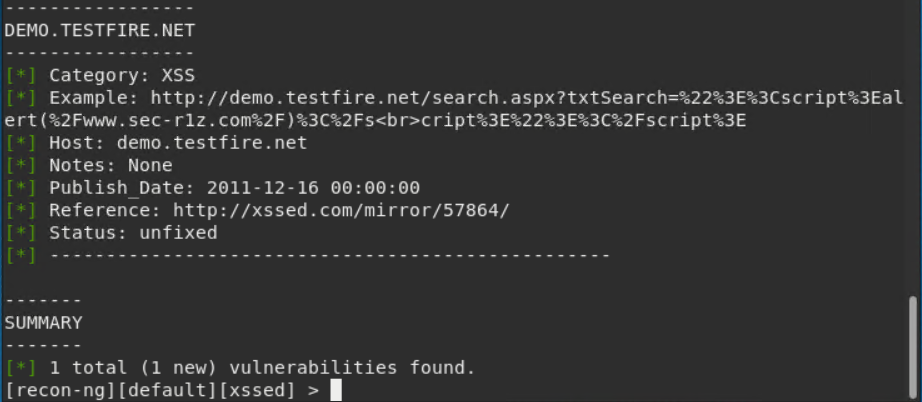 -----------------
DEMO.TESTFIRE.NET
-----------------
[*] Category: XSS
[*] Example: http://demo.testfire.net/search.aspx?txtSearch=%22%3E%3Cscript%3Eal
ert(%2Fwww.sec-r1z.com%2F)%3C%2Fs<br>cript%3E%22%3E%3C%2Fscript%3E
[*] Host: demo.testfire.net
[*] Notes: None
[*] Publish_Date: 2011-12-16 00:00:00
[*] Reference: http://xssed.com/mirror/57864/
[*] Status: unfixed
[*] --------------------------------------------------
-------
SUMMARY
-------
[*] 1 total (1 new) vulnerabilities found.
[recon-ng][default][xssed] >